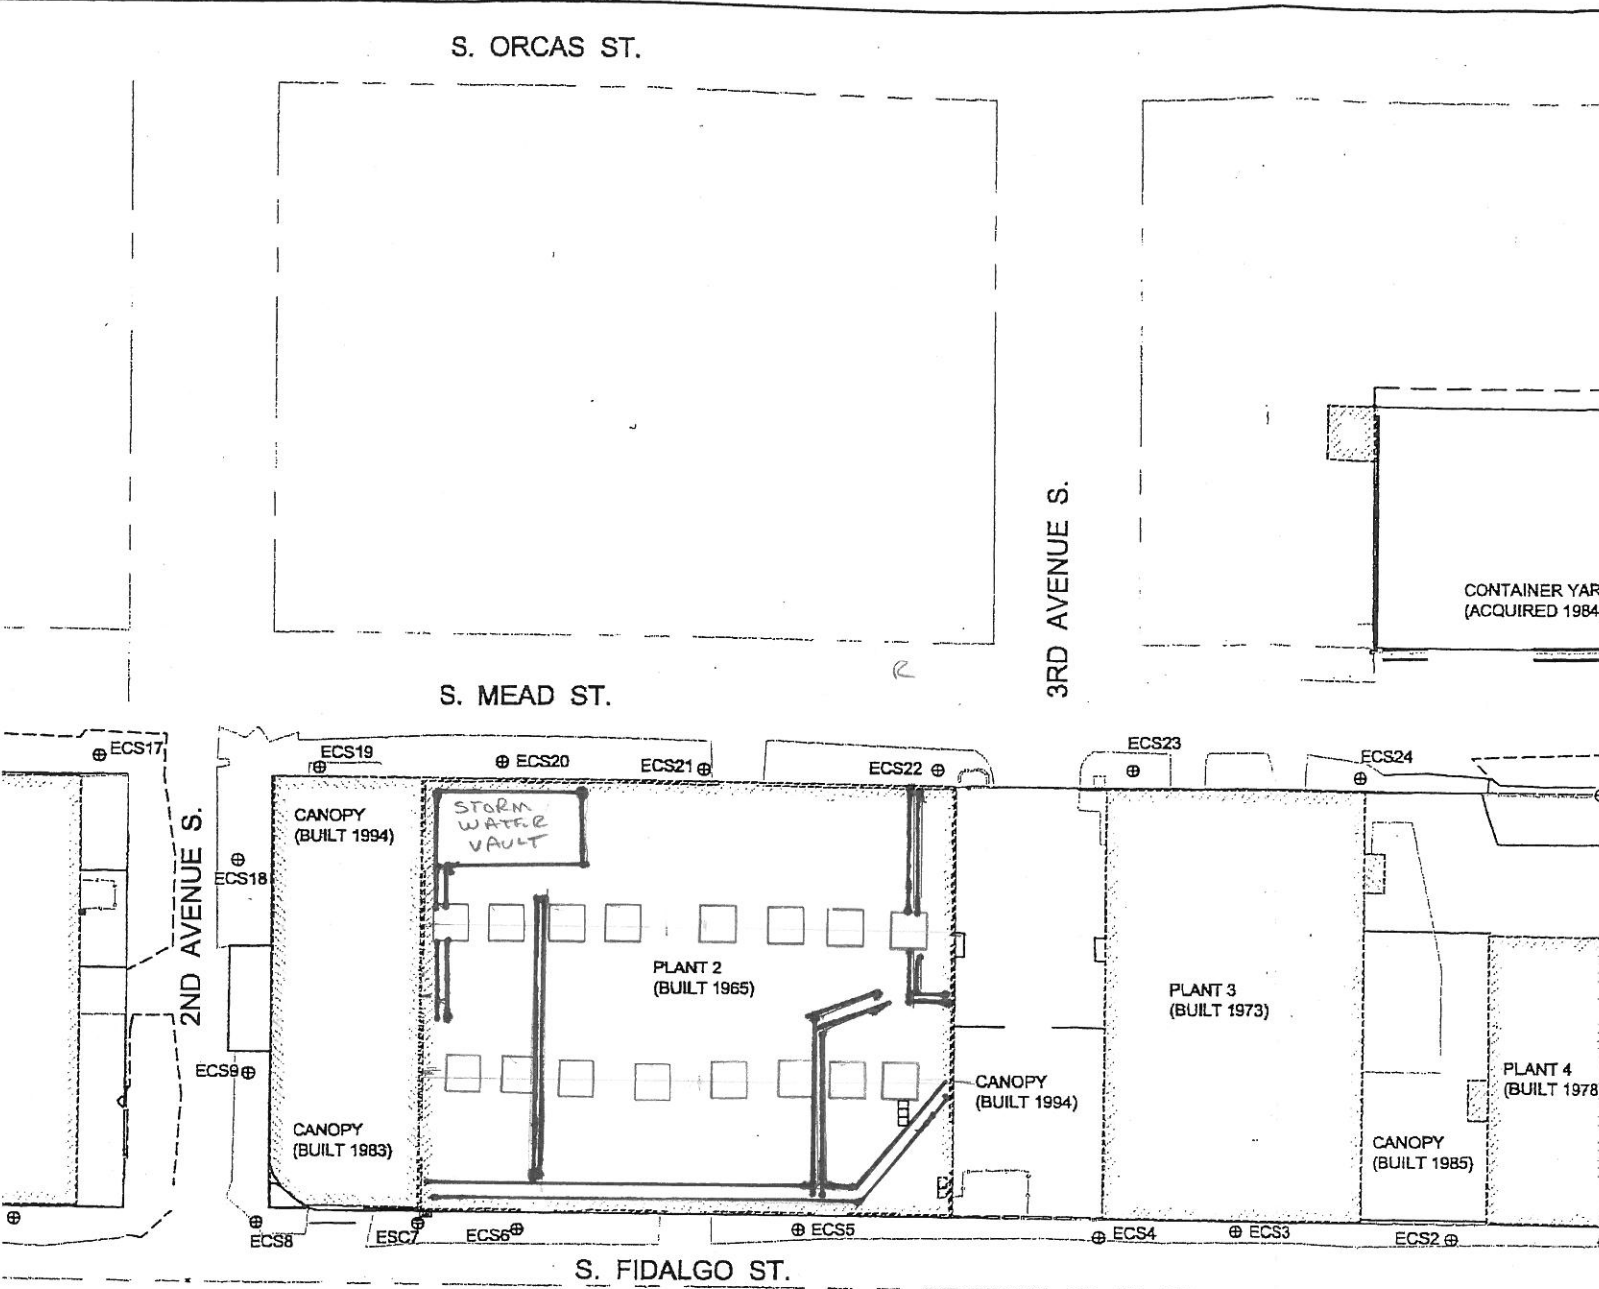 S. ORCAS ST.
3RD AVENUE S.
CONTAINER YAR
(ACQUIRED 1984
R
S. MEAD ST.
ECS17
ECS19
ECS20
ECS21
ECS22
ECS23
ECS24
2ND AVENUE S.
ECS18
CANOPY
(BUILT 1994)
STORM
WATER
VAULT
PLANT 2
(BUILT 1965)
PLANT 3
(BUILT 1973)
ECS9
CANOPY
(BUILT 1994)
PLANT 4
(BUILT 1978
CANOPY
(BUILT 1983)
CANOPY
(BUILT 1985)
ECS8
ESC7
ECS6
ECS5
ECS4
ECS3
ECS2
S. FIDALGO ST.